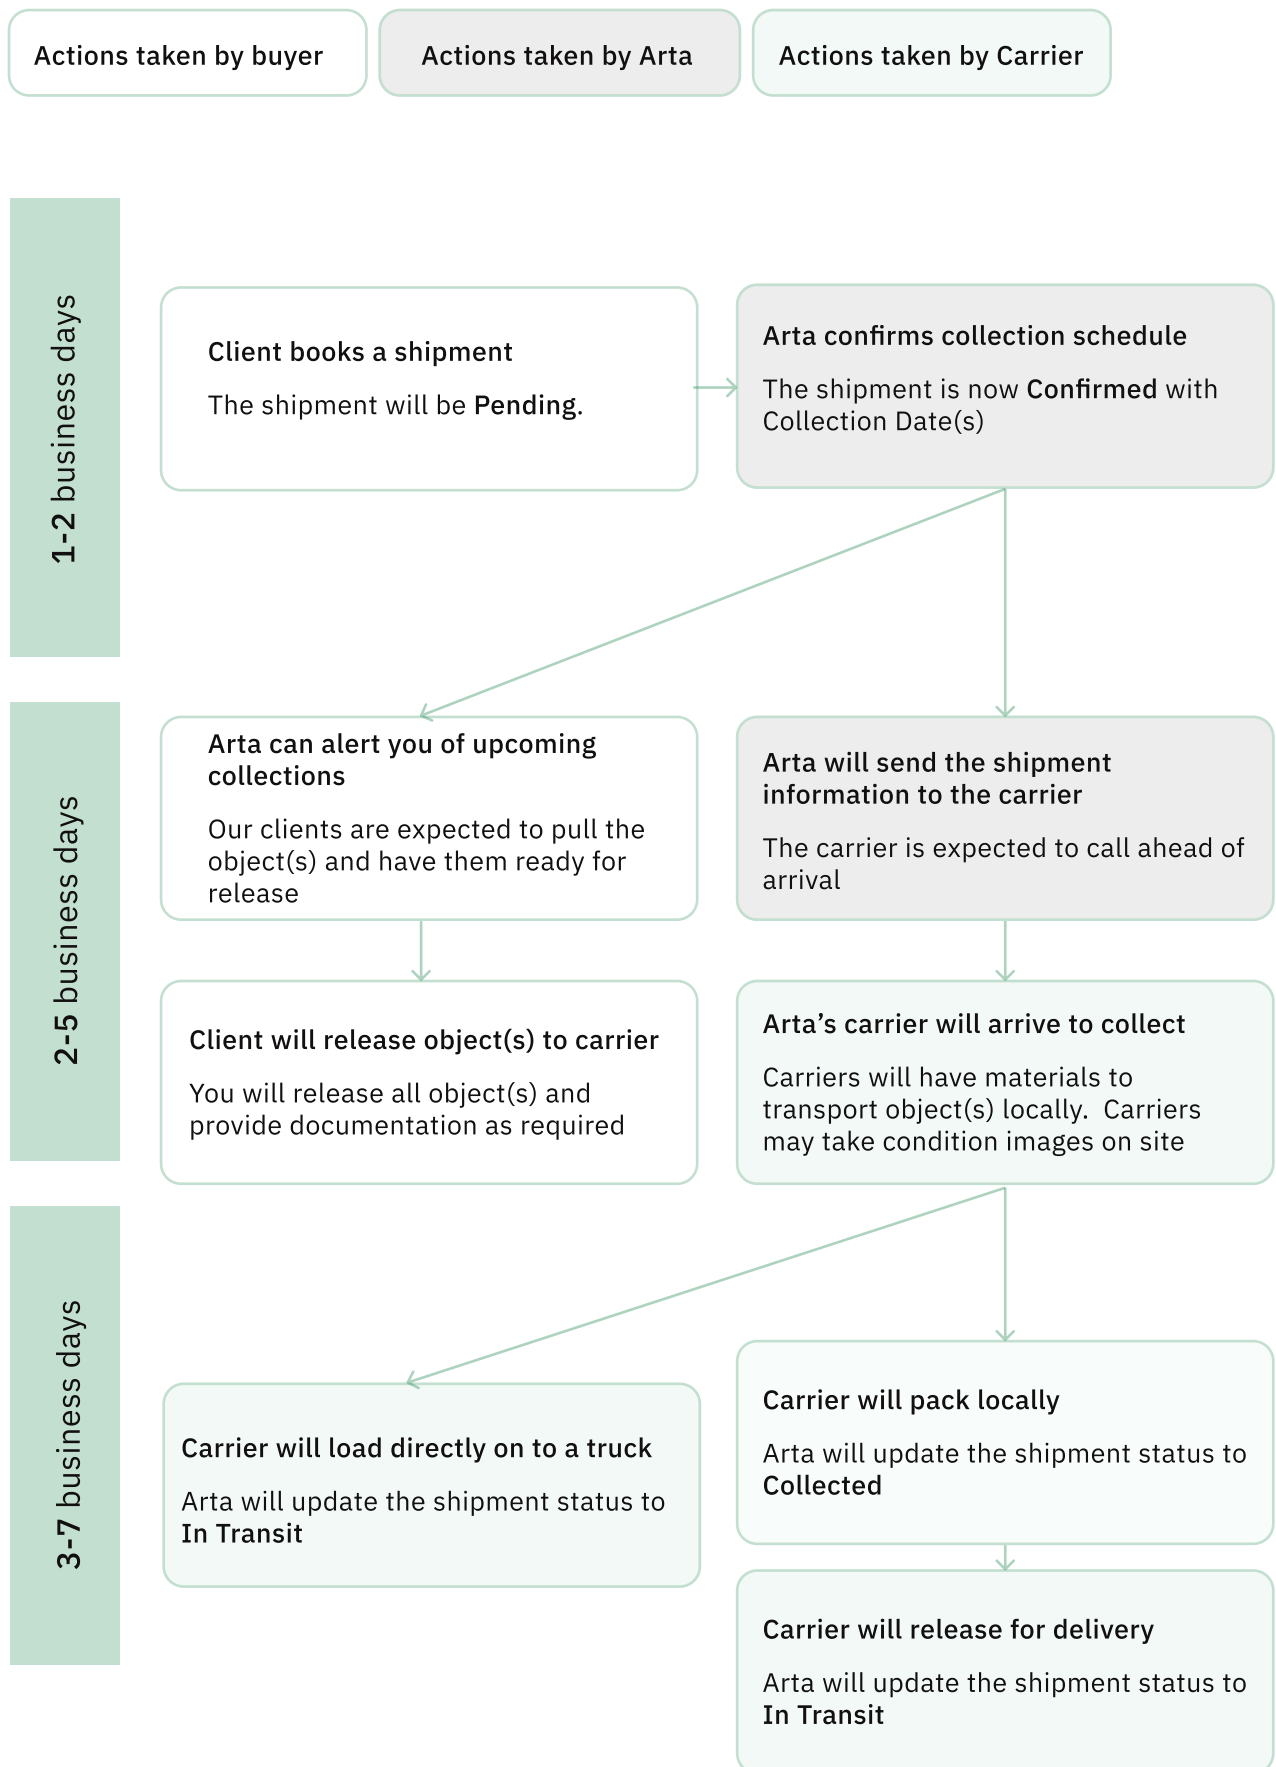 Actions taken by buyer
Actions taken by Arta
Actions taken by Carrier
1-2 business days
Client books a shipment
The shipment will be Pending.
Arta confirms collection schedule
The shipment is now Confirmed with
Collection Date(s)
2-5 business days
Arta can alert you of upcoming
collections
Our clients are expected to pull the
object(s) and have them ready for
release
Arta will send the shipment
information to the carrier
The carrier is expected to call ahead of
arrival
Client will release object(s) to carrier
You will release all object(s) and
provide documentation as required
Arta’s carrier will arrive to collect
Carriers will have materials to
transport object(s) locally.  Carriers
may take condition images on site
3-7 business days
Carrier will load directly on to a truck
Arta will update the shipment status to
In Transit
Carrier will pack locally
Arta will update the shipment status to
Collected
Carrier will release for delivery
Arta will update the shipment status to
In Transit